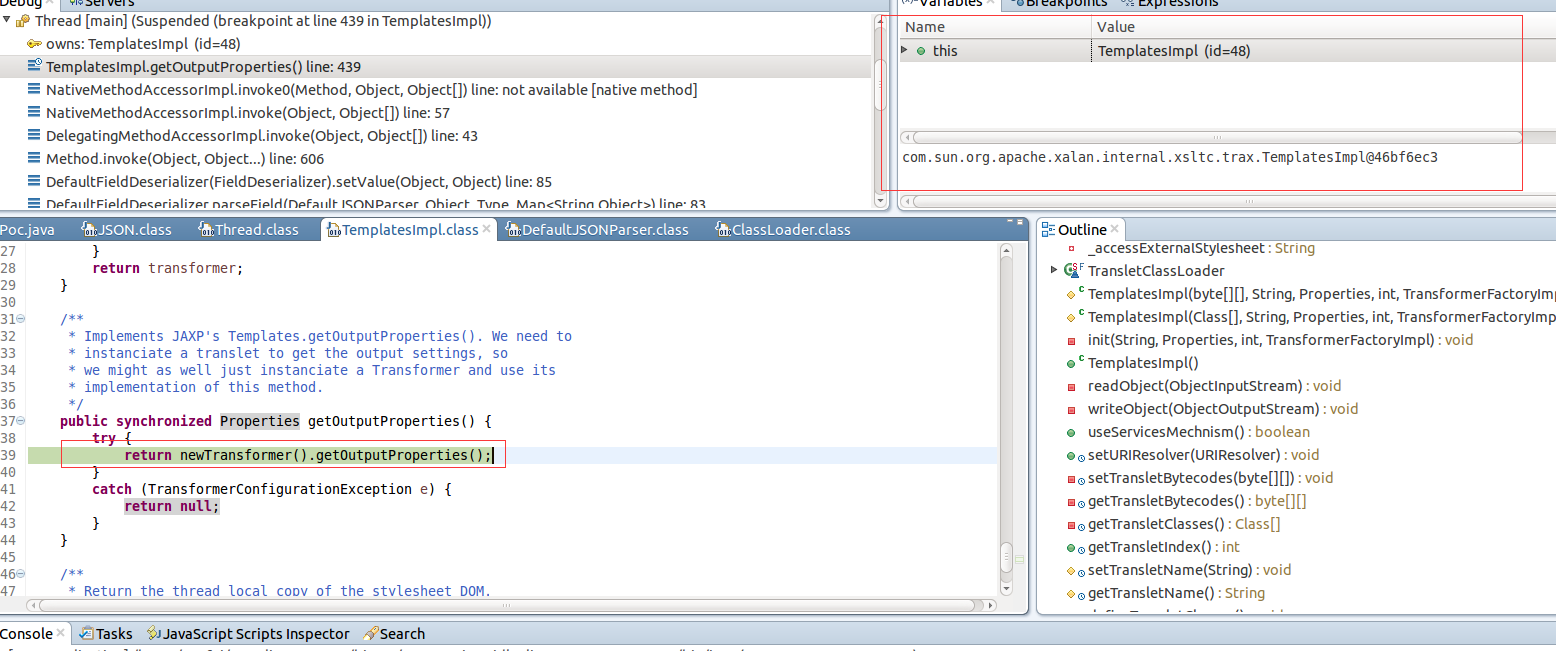 Debug
Servers
Thread [main] (Suspended (breakpoint at line 439 in TemplatesImpl))
owns: TemplatesImpl (id=48)
TemplatesImpl.getOutputProperties() line: 439
NativeMethodAccessorImpl.invoke0(Method, Object, Object[]) line: not available [native method]
NativeMethodAccessorImpl.invoke(Object, Object[]) line: 57
DelegatingMethodAccessorImpl.invoke(Object, Object[]) line: 43
Method.invoke(Object, Object...) line: 606
DefaultFieldDeserializer(FieldDeserializer).setValue(Object, Object) line: 85
DefaultFieldDeserializer.parseField(DefaultJSONParser, Object, Type, Map<String,Object>) line: 83
(x)= Variables
Breakpoints
Expressions
Name Value
this TemplatesImpl (id=48)
com.sun.org.apache.xalan.internal.xsltc.trax.TemplatesImpl@46bf6ec3
Poc.java
JSON.class
Thread.class
TemplatesImpl.class
DefaultJSONParser.class
ClassLoader.class
27 }
28 return transformer;
29 }
30
31 /**
32 * Implements JAXP's Templates.getOutputProperties(). We need to
33 * instanciate a translet to get the output settings, so
34 * we might as well just instanciate a Transformer and use its
35 * implementation of this method.
36 */
37 public synchronized Properties getOutputProperties() {
38 try {
39 return newTransformer().getOutputProperties();
40 }
41 catch (TransformerConfigurationException e) {
42 return null;
43 }
44 }
45
46 /**
47 * Return the thread local copy of the stylesheet DOM.
Outline
_accessExternalStylesheet : String
TransletClassLoader
TemplatesImpl(byte[][], String, Properties, int, TransformerFactoryImp
TemplatesImpl(Class[], String, Properties, int, TransformerFactoryImp
init(String, Properties, int, TransformerFactoryImpl) : void
TemplatesImpl()
readObject(ObjectInputStream) : void
writeObject(ObjectOutputStream) : void
useServicesMechnism() : boolean
setURIResolver(URIResolver) : void
setTransletBytecodes(byte[][]) : void
getTransletBytecodes() : byte[][]
getTransletClasses() : Class[]
getTransletIndex() : int
setTransletName(String) : void
getTransletName() : String
Console
Tasks
JavaScript Scripts Inspector
Search